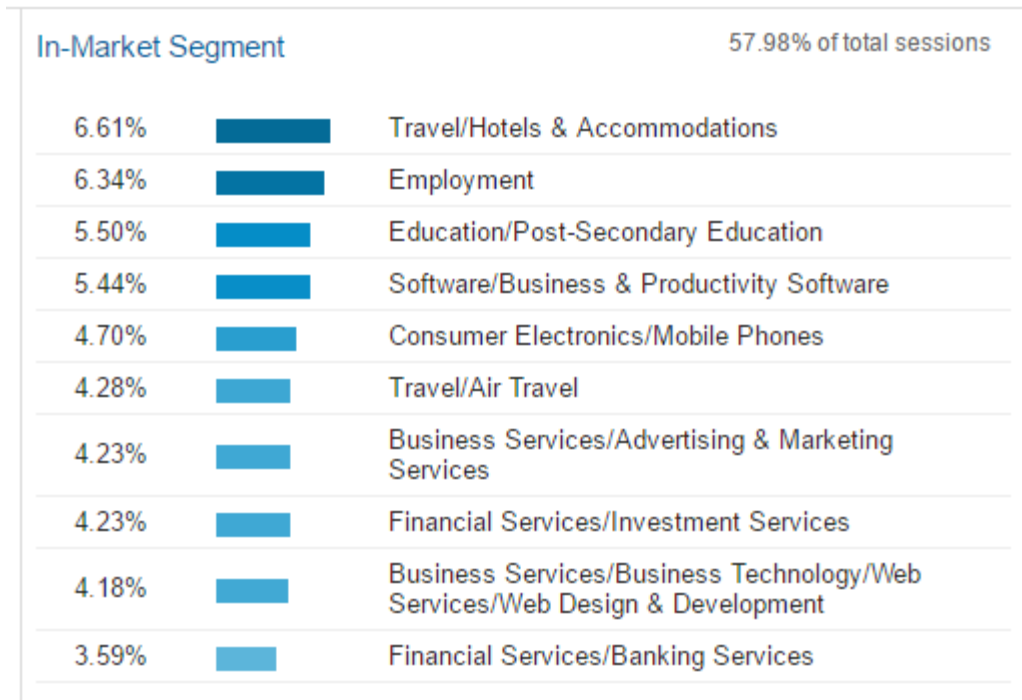 In-Market Segment 57.98% of total sessions
6.61% Travel/Hotels & Accommodations
6.34% Employment
5.50% Education/Post-Secondary Education
5.44% Software/Business & Productivity Software
4.70% Consumer Electronics/Mobile Phones
4.28% Travel/Air Travel
4.23% Business Services/Advertising & Marketing
Services
4.23% Financial Services/Investment Services
4.18% Business Services/Business Technology/Web
Services/Web Design & Development
3.59% Financial Services/Banking Services